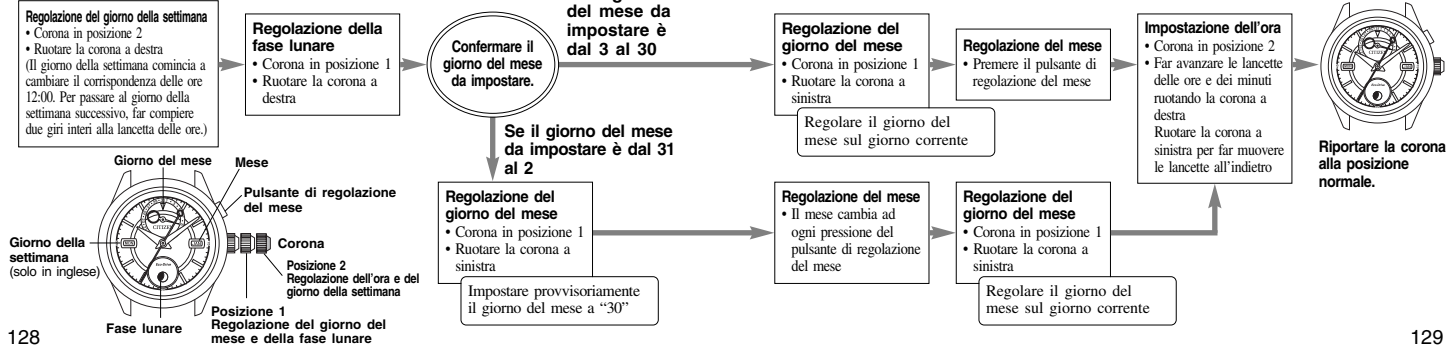 Regolazione del giorno della settimana
• Corona in posizione 2
• Ruotare la corona a destra
(Il giorno della settimana comincia a
cambiare il corrispondenza delle ore
12:00. Per passare al giorno della
settimana successivo, far compiere
due giri interi alla lancetta delle ore.)
Regolazione della
fase lunare
• Corona in posizione 1
• Ruotare la corona a
destra
Confermare il
giorno del mese
da impostare.
del mese da
impostare è
dal 3 al 30
Regolazione del
giorno del mese
• Corona in posizione 1
• Ruotare la corona a
sinistra
Regolare il giorno del
mese sul giorno corrente
Regolazione del mese
• Premere il pulsante di
regolazione del mese
Impostazione dell'ora
• Corona in posizione 2
• Far avanzare le lancette
delle ore e dei minuti
ruotando la corona a
destra
Ruotare la corona a
sinistra per far muovere
le lancette all'indietro
CITIZEN
Eco-Drive
Riportare la corona
alla posizione
normale.
Se il giorno del mese
da impostare è dal 31
al 2
Regolazione del
giorno del mese
• Corona in posizione 1
• Ruotare la corona a
sinistra
Impostare provvisoriamente
il giorno del mese a “30”
Regolazione del mese
• Il mese cambia ad
ogni pressione del
pulsante di regolazione
del mese
Regolazione del
giorno del mese
• Corona in posizione 1
• Ruotare la corona a
sinistra
Regolare il giorno del
mese sul giorno corrente
Giorno del mese
Mese
Pulsante di regolazione
del mese
CITIZEN
Eco-Drive
Giorno della
settimana
(solo in inglese)
Corona
Posizione 2
Regolazione dell'ora e del
giorno della settimana
Posizione 1
Regolazione del giorno del
mese e della fase lunare
Fase lunare
128
129